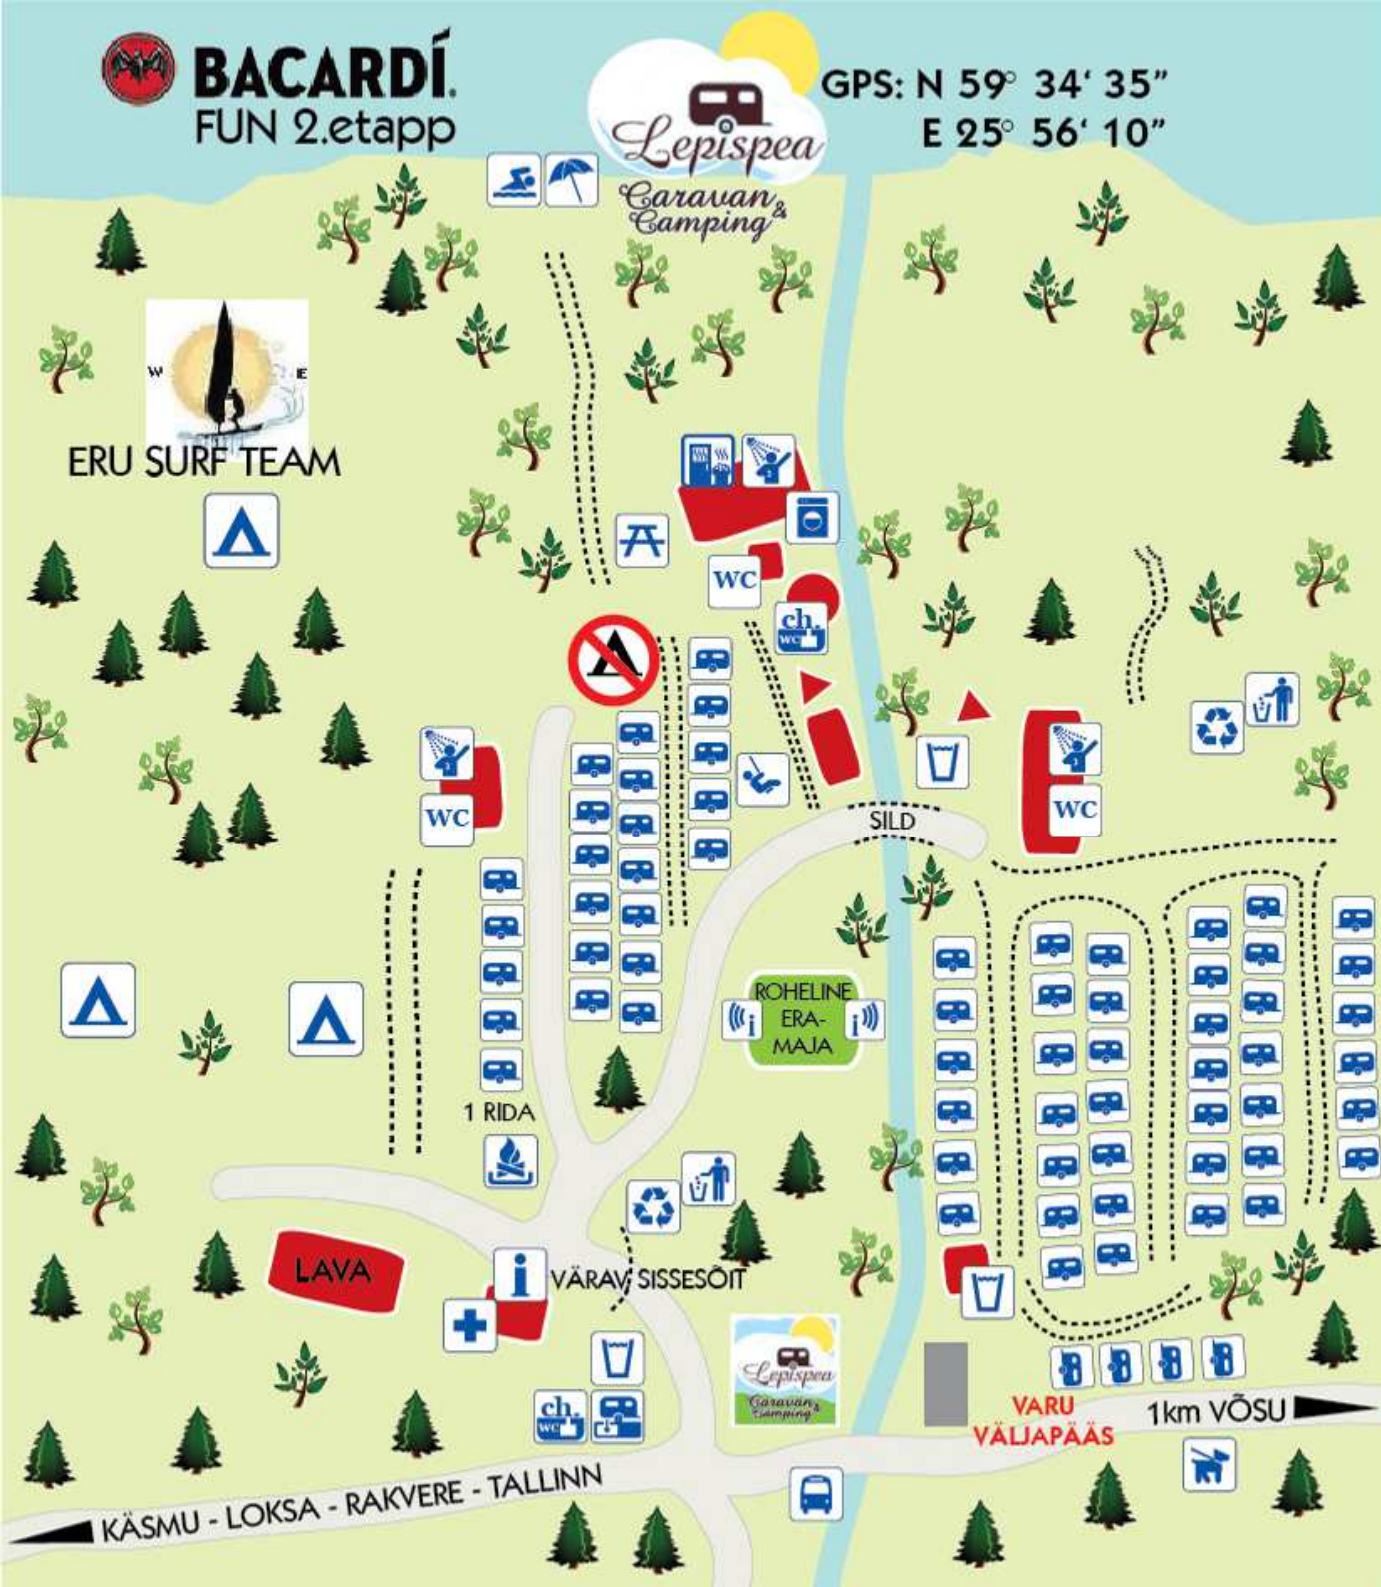 BACARDÍ.
FUN 2.etapp
Lepispea
Caravan &
Camping
GPS: N 59° 34‘ 35”
E 25° 56‘ 10”
W E
ERU SURF TEAM
WC
ch.
wc
WC
SILD
WC
ROHELINE
ERA-
MAJA
i
i
1 RIDA
LAVA
i
VÄRAV, SISSESÕIT
Lepispea
Caravan &
Camping
ch.
wc
VARU
VÄLJAPÄÄS
1km VÕSU
KÄSMU - LOKSA - RAKVERE - TALLINN